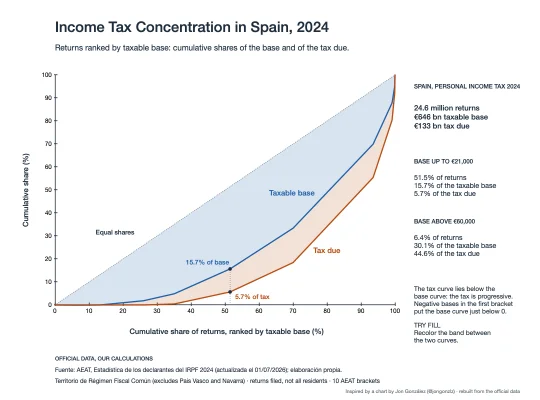 Income Tax Concentration in Spain, 2024
Returns ranked by taxable base: cumulative shares of the base and of the tax due.
Cumulative share (%)
100
90
80
70
60
50
40
30
20
10
0
0
10
20
30
40
50
60
70
80
90
100
Equal shares
Taxable base
15.7% of base
Tax due
5.7% of tax
Cumulative share of returns, ranked by taxable base (%)
SPAIN, PERSONAL INCOME TAX 2024
24.6 million returns
€646 bn taxable base
€133 bn tax due
BASE UP TO €21,000
51.5% of returns
15.7% of the taxable base
5.7% of the tax due
BASE ABOVE €60,000
6.4% of returns
30.1% of the taxable base
44.6% of the tax due
The tax curve lies below the
base curve: the tax is progressive.
Negative bases in the first bracket
put the base curve just below 0.
TRY FILL
Recolor the band between
the two curves.
OFFICIAL DATA, OUR CALCULATIONS
Fuente: AEAT, Estadística de los declarantes del IRPF 2024 (actualizada el 01/07/2026); elaboración propia.
Territorio de Régimen Fiscal Común (excludes País Vasco and Navarra) · returns filed, not all residents · 10 AEAT brackets
Inspired by a chart by Jon González (@jongonzlz) · rebuilt from the official data